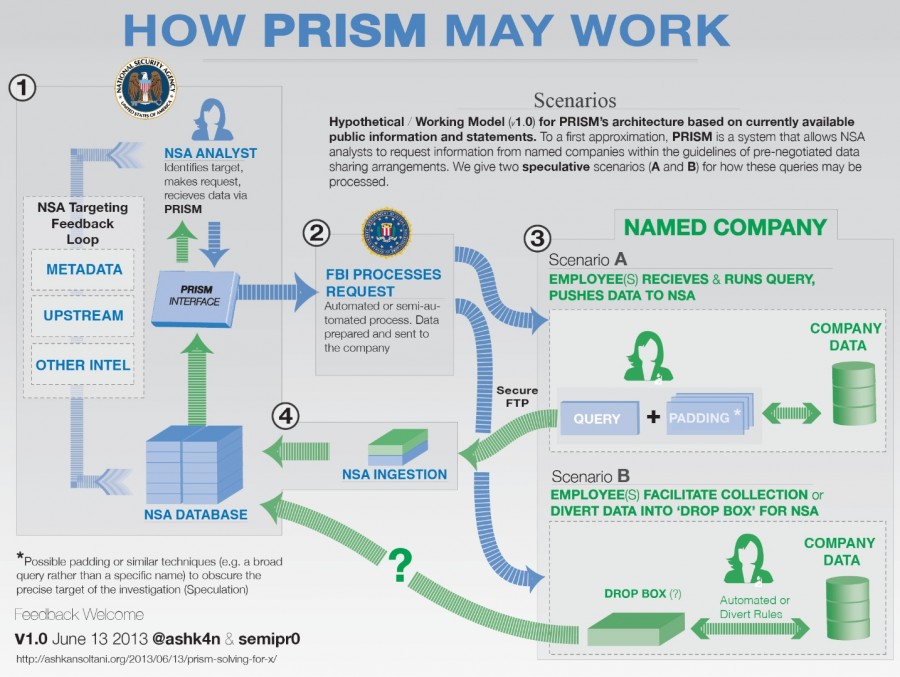 HOW PRISM MAY WORK
1
NATIONAL SECURITY AGENCY
UNITED STATES OF AMERICA
NSA ANALYST
Identifies target,
makes request,
recieves data via
PRISM
Scenarios
Hypothetical / Working Model (v1.0) for PRISM's architecture based on currently available
public information and statements. To a first approximation, PRISM is a system that allows NSA
analysts to request information from named companies within the guidelines of pre-negotiated data
sharing arrangements. We give two speculative scenarios (A and B) for how these queries may be
processed.
NSA Targeting
Feedback
Loop
METADATA
UPSTREAM
OTHER INTEL
PRISM
INTERFACE
2
FBI PROCESSES
REQUEST
Automated or semi-au-
tomated process. Data
prepared and sent to
the company
3
NAMED COMPANY
Scenario A
EMPLOYEE(S) RECIEVES & RUNS QUERY,
PUSHES DATA TO NSA
COMPANY
DATA
QUERY + PADDING *
Secure
FTP
4
NSA INGESTION
NSA DATABASE
Scenario B
EMPLOYEE(S) FACILITATE COLLECTION or
DIVERT DATA INTO 'DROP BOX' FOR NSA
COMPANY
DATA
DROP BOX (?)
Automated or
Divert Rules
?
*Possible padding or similar techniques (e.g. a broad
query rather than a specific name) to obscure the
precise target of the investigation (Speculation)
Feedback Welcome
V1.0 June 13 2013 @ashk4n & semipr0
http://ashkansoltani.org/2013/06/13/prism-solving-for-x/